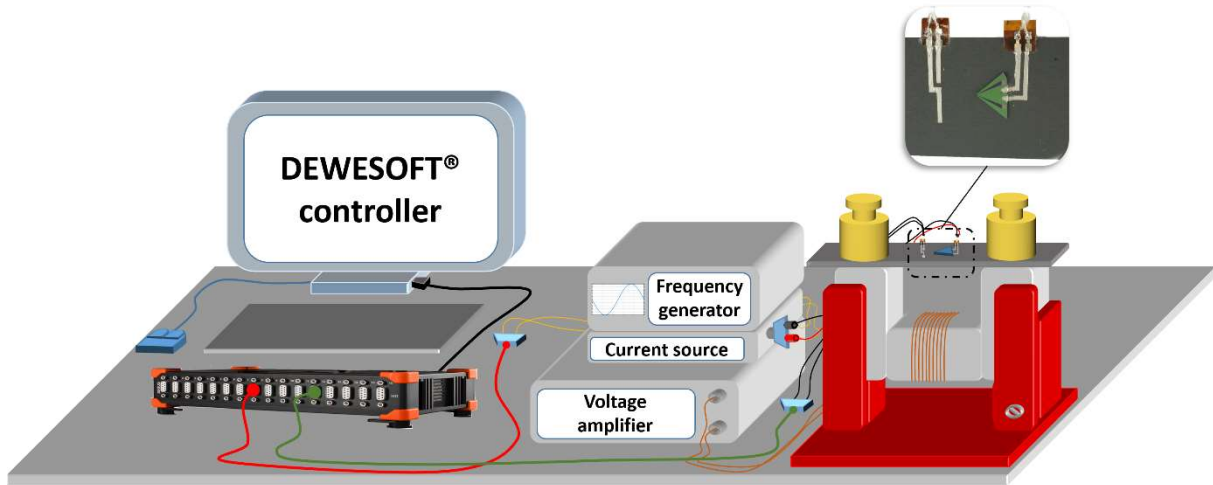 DEWESOFT®
controller
Frequency
generator
Current source
Voltage
amplifier